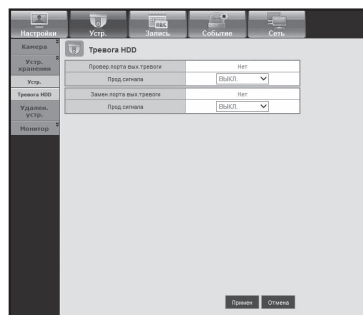 REC
Настройки Устр. Запись Событие Сеть
Камера
Устр. хранения
Устр.
Тревога HDD
Удален. устр.
Монитор
Тревога HDD
Провер.порта вых.тревоги Нет
Прод.сигнала ВЫКЛ.
Замен.порта вых.тревоги Нет
Прод.сигнала ВЫКЛ.
Примен Отмена